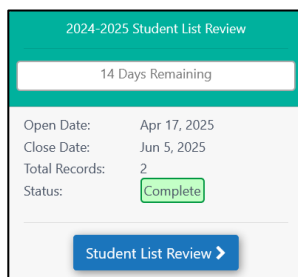 2024-2025 Student List Review
14 Days Remaining
Open Date: Apr 17, 2025
Close Date: Jun 5, 2025
Total Records: 2
Status: Complete
Student List Review